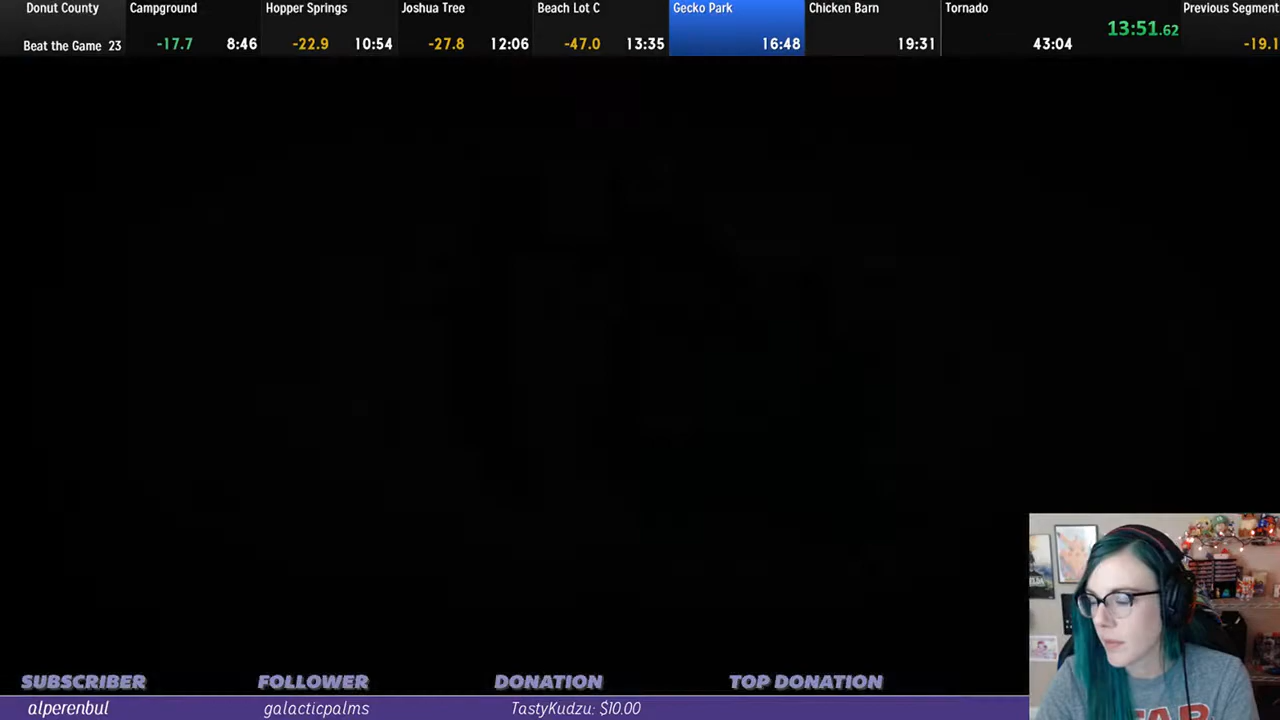 Donut County
Beat the Game 23
Campground
-17.7 8:46
Hopper Springs
-22.9 10:54
Joshua Tree
-27.8 12:06
Beach Lot C
-47.0 13:35
Gecko Park
16:48
Chicken Barn
19:31
Tornado
43:04
13:51.62
Previous Segment
-19.1
SUBSCRIBER FOLLOWER DONATION TOP DONATION
alperenbul galacticpalms TastyKudzu: $10.00